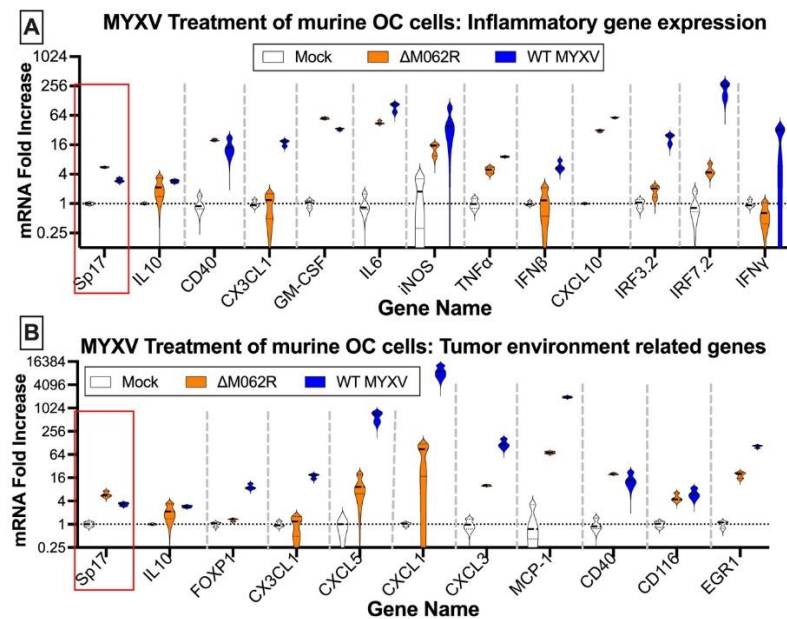 A
MYXV Treatment of murine OC cells: Inflammatory gene expression
Mock ΔM062R WT MYXV
mRNA Fold Increase
1024
256
64
16
4
1
0.25
Sp17 IL10 CD40 CX3CL1 GM-CSF IL6 iNOS TNFα IFNβ CXCL10 IRF3.2 IRF7.2 IFNγ
Gene Name
B
MYXV Treatment of murine OC cells: Tumor environment related genes
Mock ΔM062R WT MYXV
mRNA Fold Increase
16384
4096
1024
256
64
16
4
1
0.25
Sp17 IL10 FOXP1 CX3CL1 CXCL5 CXCL1 CXCL3 MCP-1 CD40 CD116 EGR1
Gene Name